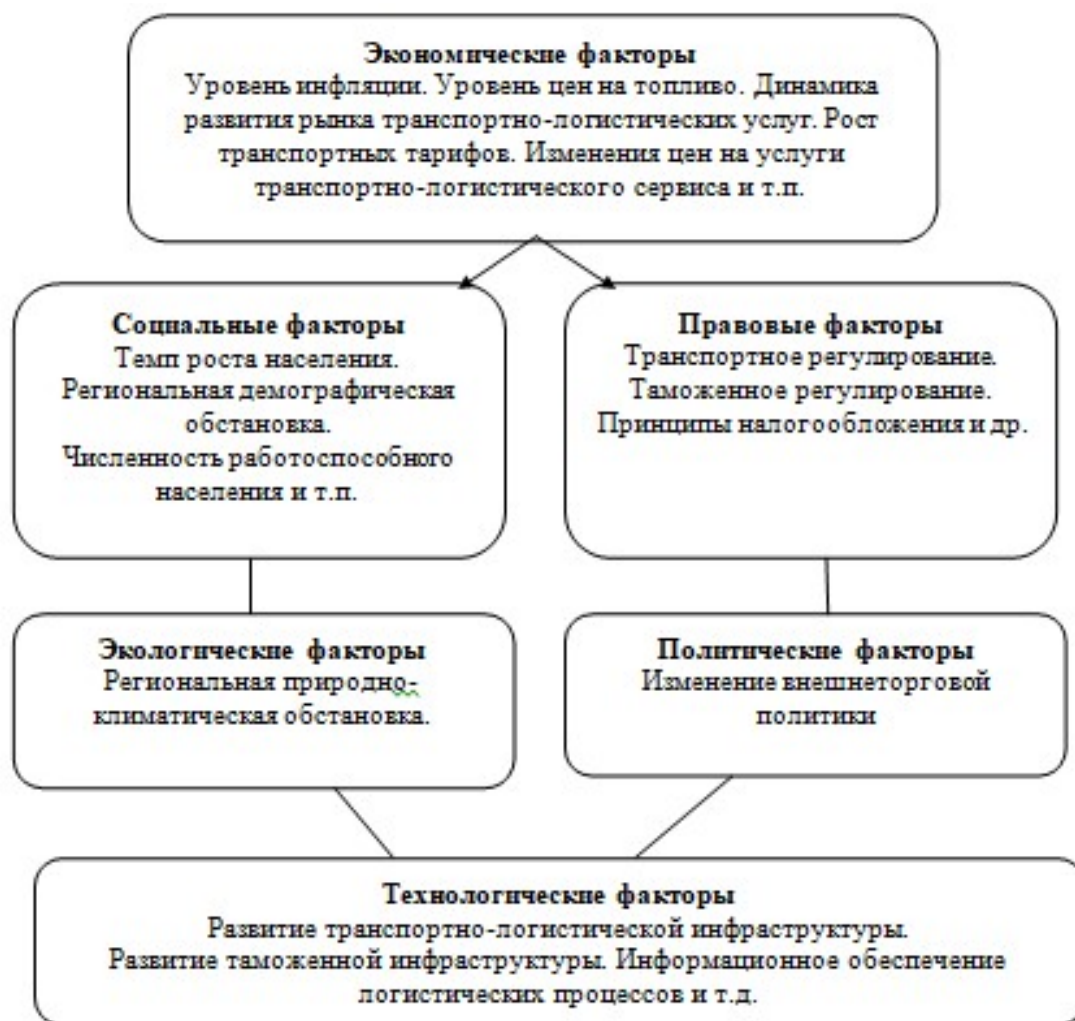 Экономические факторы
Уровень инфляции. Уровень цен на топливо. Динамика
развития рынка транспортно-логистических услуг. Рост
транспортных тарифов. Изменения цен на услуги
транспортно-логистического сервиса и т.п.
Социальные факторы
Темп роста населения.
Региональная демографическая
обстановка.
Численность работоспособного
населения и т.п.
Правовые факторы
Транспортное регулирование.
Таможенное регулирование.
Принципы налогообложения и др.
Экологические факторы
Региональная природно-
климатическая обстановка.
Политические факторы
Изменение внешнеторговой
политики
Технологические факторы
Развитие транспортно-логистической инфраструктуры.
Развитие таможенной инфраструктуры. Информационное обеспечение
логистических процессов и т.д.